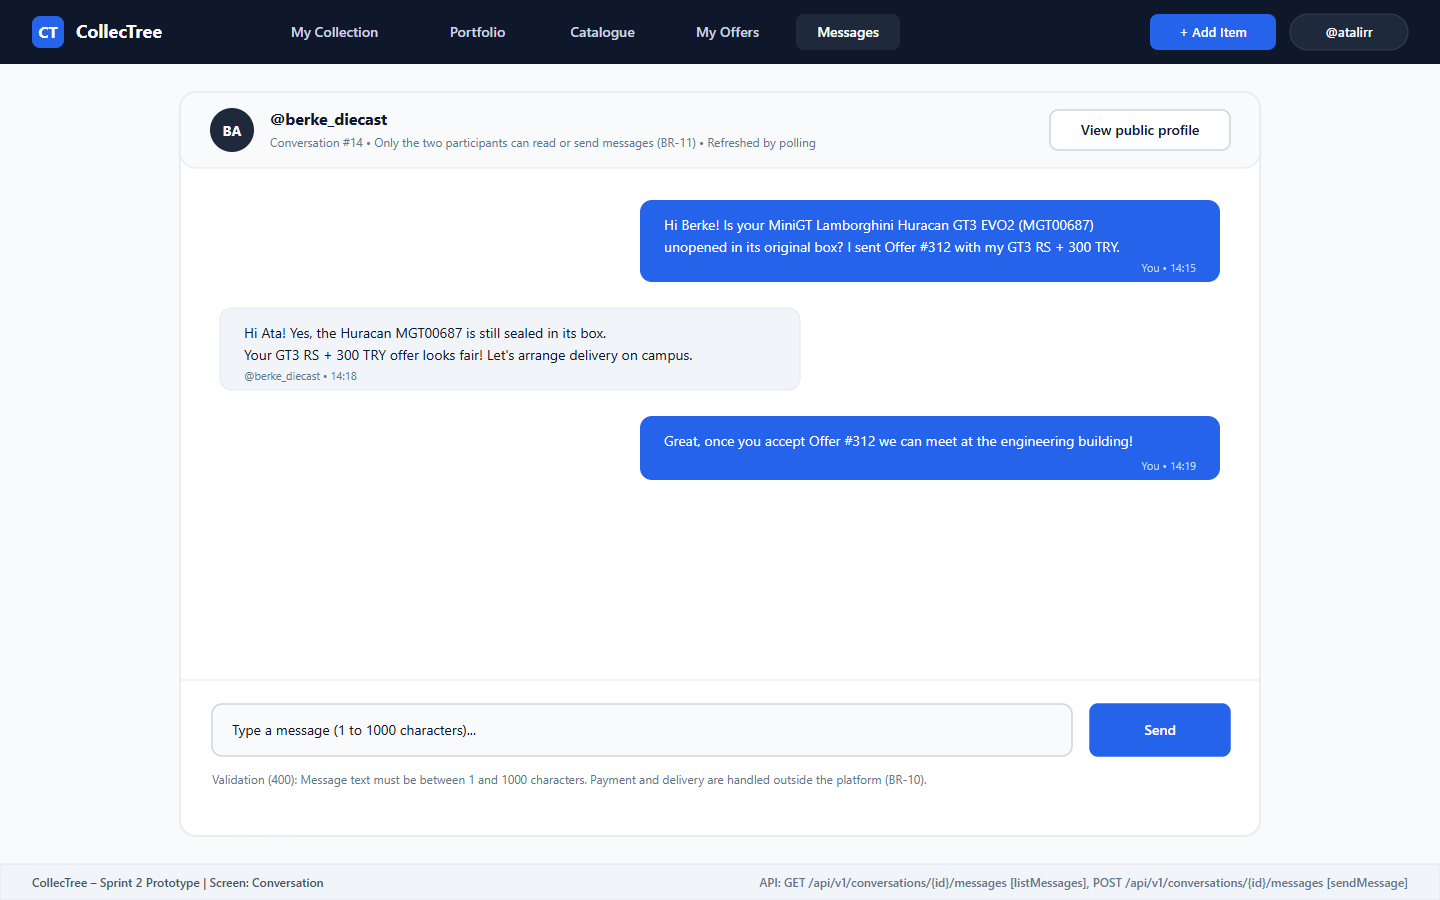 CT CollecTree My Collection Portfolio Catalogue My Offers Messages + Add Item @atalirr
BA
@berke_diecast
Conversation #14 • Only the two participants can read or send messages (BR-11) • Refreshed by polling
View public profile
Hi Berke! Is your MiniGT Lamborghini Huracan GT3 EVO2 (MGT00687)
unopened in its original box? I sent Offer #312 with my GT3 RS + 300 TRY.
You • 14:15
Hi Ata! Yes, the Huracan MGT00687 is still sealed in its box.
Your GT3 RS + 300 TRY offer looks fair! Let's arrange delivery on campus.
@berke_diecast • 14:18
Great, once you accept Offer #312 we can meet at the engineering building!
You • 14:19
Type a message (1 to 1000 characters)...
Send
Validation (400): Message text must be between 1 and 1000 characters. Payment and delivery are handled outside the platform (BR-10).
CollecTree – Sprint 2 Prototype | Screen: Conversation
API: GET /api/v1/conversations/{id}/messages [listMessages], POST /api/v1/conversations/{id}/messages [sendMessage]